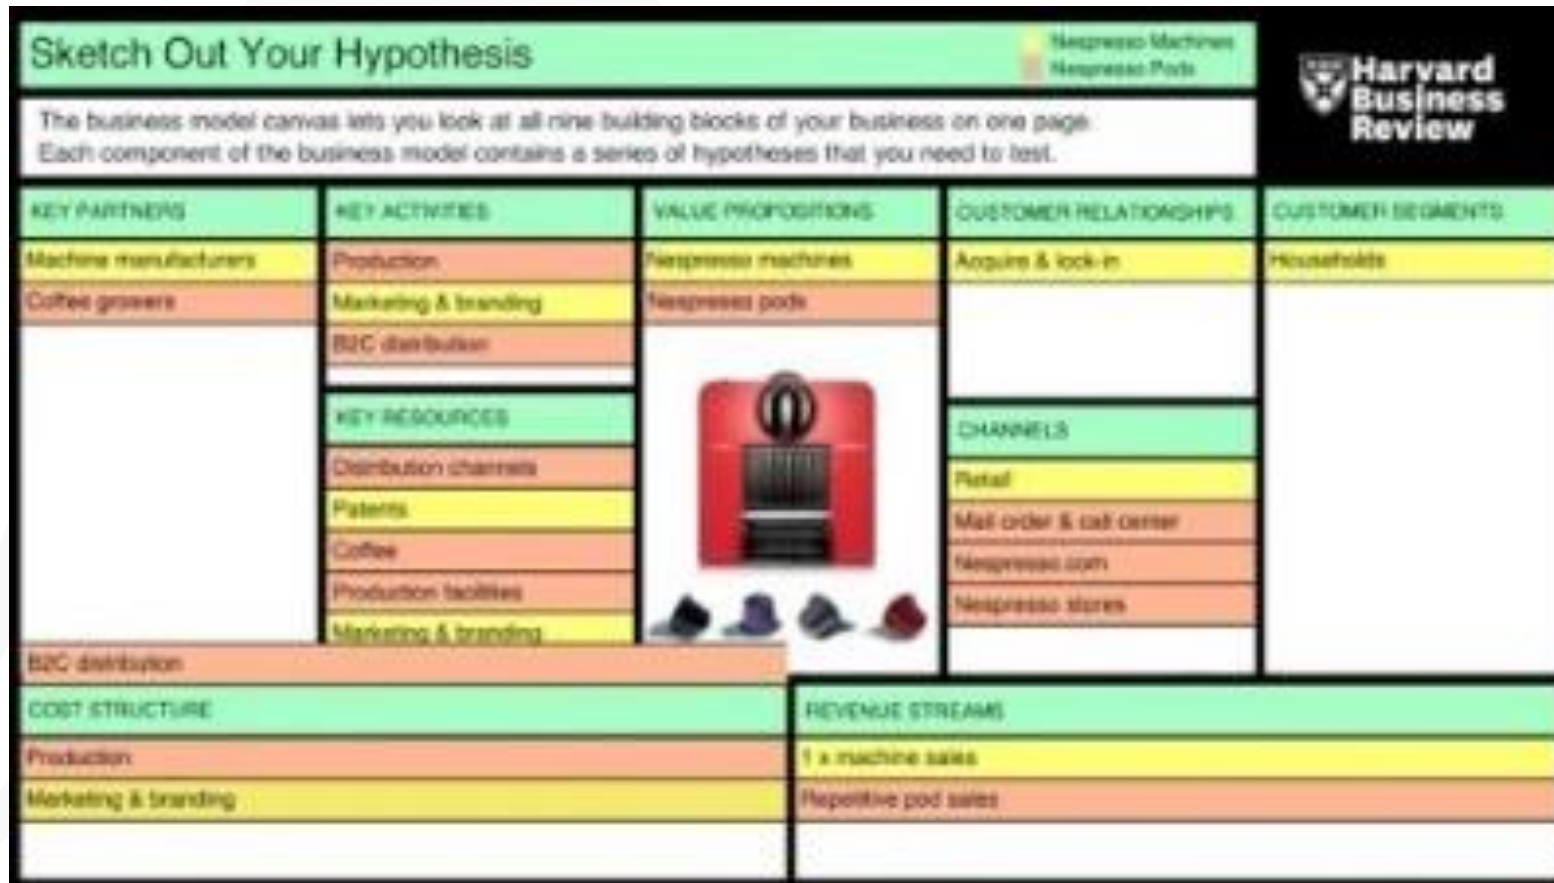 Sketch Out Your Hypothesis
Nespresso Machines
Nespresso Pods
Harvard
Business
Review
The business model canvas lets you look at all nine building blocks of your business on one page.
Each component of the business model contains a series of hypotheses that you need to test.
KEY PARTNERS
Machine manufacturers
Coffee growers
KEY ACTIVITIES
Production
Marketing & branding
B2C distribution
KEY RESOURCES
Distribution channels
Patents
Coffee
Production facilities
Marketing & branding
VALUE PROPOSITIONS
Nespresso machines
Nespresso pods
CUSTOMER RELATIONSHIPS
Acquire & lock-in
CHANNELS
Retail
Mail order & call center
Nespresso.com
Nespresso stores
CUSTOMER SEGMENTS
Households
B2C distribution
COST STRUCTURE
Production
Marketing & branding
REVENUE STREAMS
1 x machine sales
Repetitive pod sales